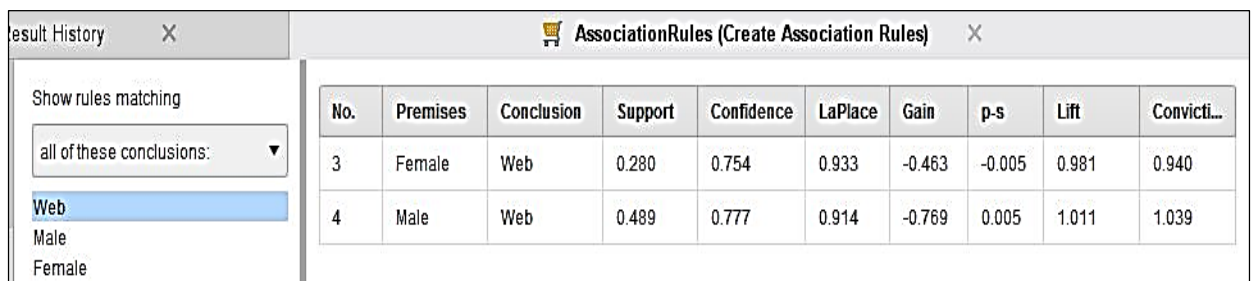 esult History
AssociationRules (Create Association Rules)
Show rules matching
all of these conclusions:
Web
Male
Female
No. Premises Conclusion Support Confidence LaPlace Gain p-s Lift Convicti...
3 Female Web 0.280 0.754 0.933 -0.463 -0.005 0.981 0.940
4 Male Web 0.489 0.777 0.914 -0.769 0.005 1.011 1.039